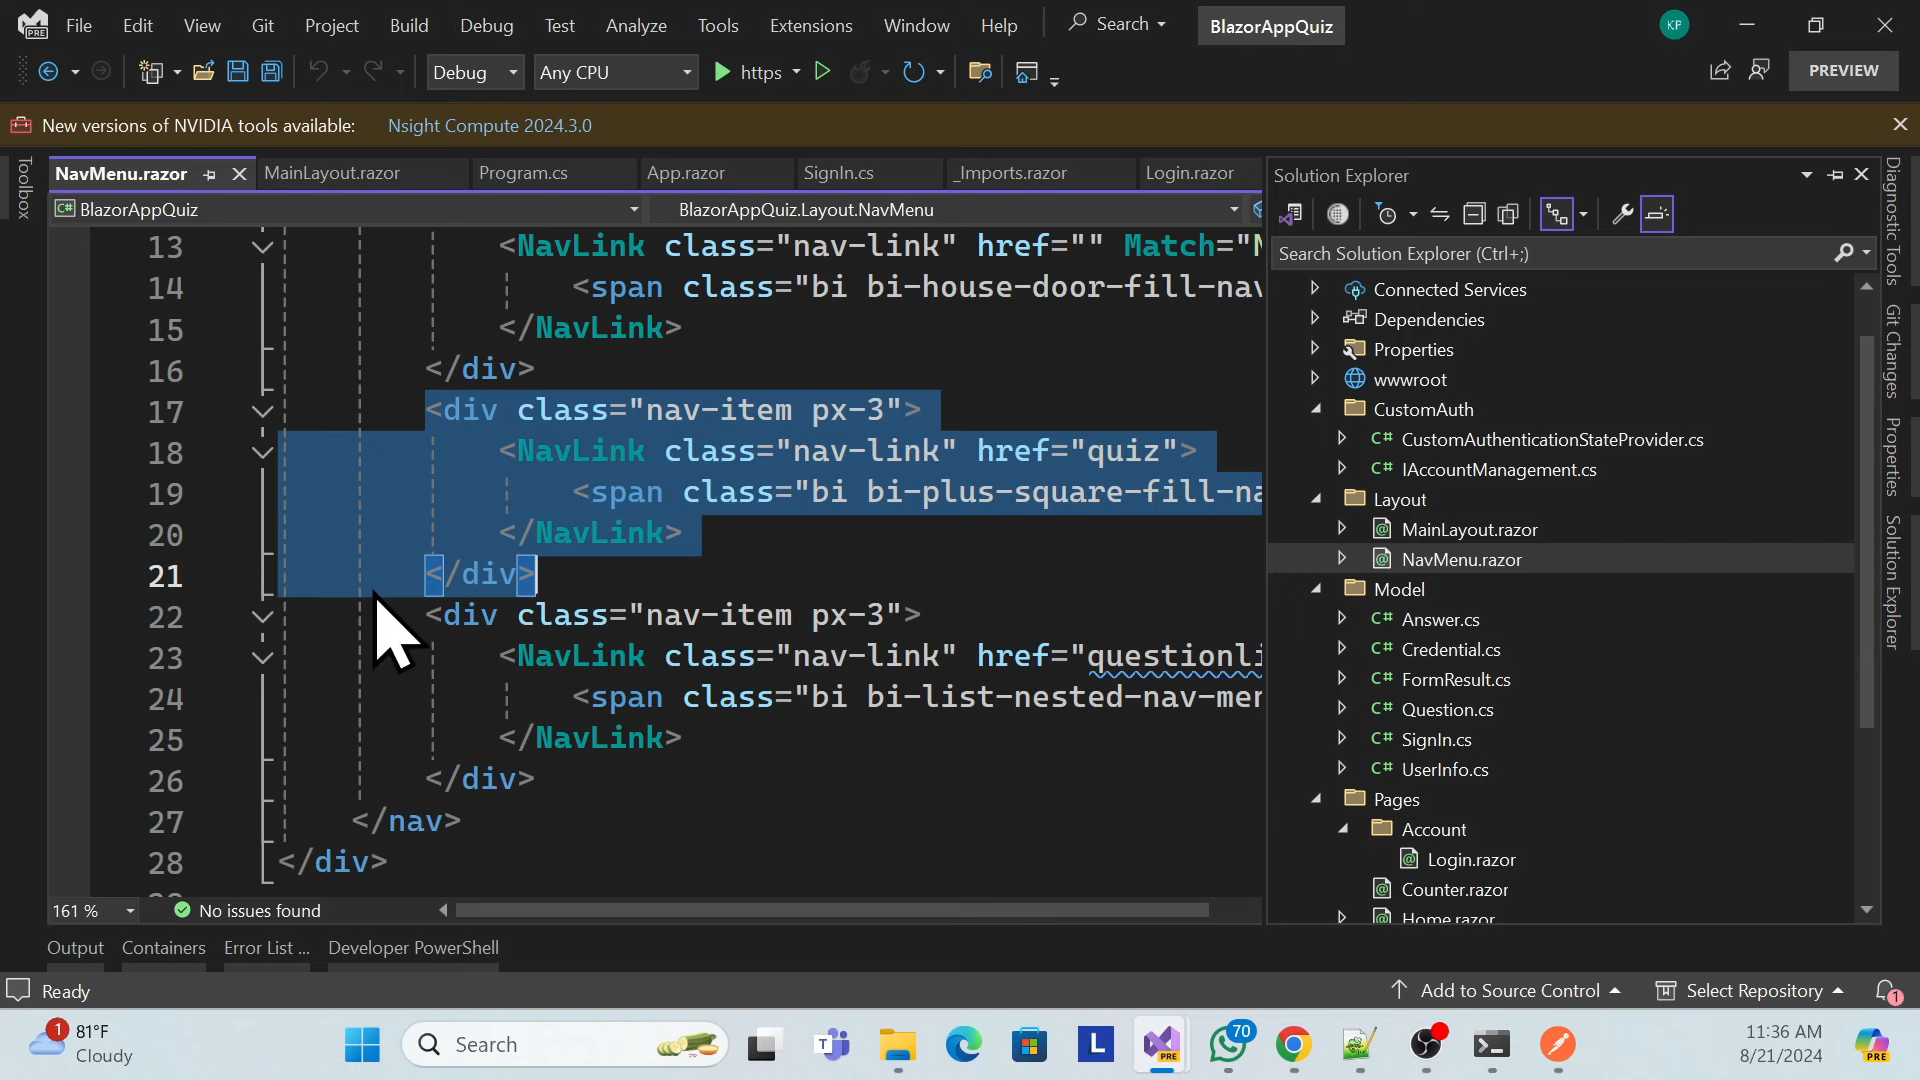 PRE
File Edit View Git Project Build Debug Test Analyze Tools Extensions Window Help Search BlazorAppQuiz KP
Debug Any CPU https PREVIEW
New versions of NVIDIA tools available: Nsight Compute 2024.3.0
Toolbox
NavMenu.razor MainLayout.razor Program.cs App.razor SignIn.cs _Imports.razor Login.razor
C# BlazorAppQuiz BlazorAppQuiz.Layout.NavMenu
13 <NavLink class="nav-link" href="" Match="
14 <span class="bi bi-house-door-fill-nav
15 </NavLink>
16 </div>
17 <div class="nav-item px-3">
18 <NavLink class="nav-link" href="quiz">
19 <span class="bi bi-plus-square-fill-na
20 </NavLink>
21 </div>
22 <div class="nav-item px-3">
23 <NavLink class="nav-link" href="questionli
24 <span class="bi bi-list-nested-nav-men
25 </NavLink>
26 </div>
27 </nav>
28 </div>
161 % No issues found
Solution Explorer
Search Solution Explorer (Ctrl+;)
Connected Services
Dependencies
Properties
wwwroot
CustomAuth
C# CustomAuthenticationStateProvider.cs
C# IAccountManagement.cs
Layout
MainLayout.razor
NavMenu.razor
Model
C# Answer.cs
C# Credential.cs
C# FormResult.cs
C# Question.cs
C# SignIn.cs
C# UserInfo.cs
Pages
Account
Login.razor
Counter.razor
Home.razor
Diagnostic Tools
Git Changes
Properties
Solution Explorer
Output Containers Error List ... Developer PowerShell
Ready Add to Source Control Select Repository 1
1 81°F
Cloudy
Search
T
L
PRE
70
11:36 AM
8/21/2024
PRE